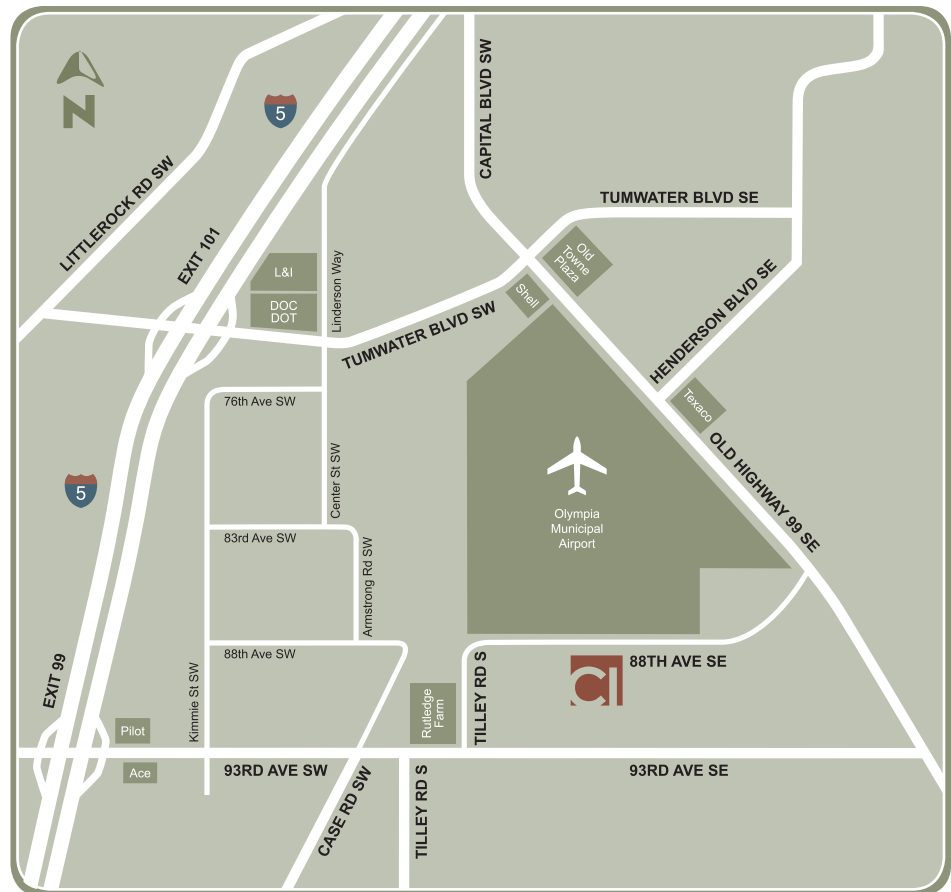 N
5
LITTLEROCK RD SW
EXIT 101
CAPITAL BLVD SW
TUMWATER BLVD SE
Old
Towne
Plaza
Shell
L&I
DOC
DOT
Linderson Way
TUMWATER BLVD SW
HENDERSON BLVD SE
Texaco
OLD HIGHWAY 99 SE
76th Ave SW
Center St SW
5
Olympia
Municipal
Airport
83rd Ave SW
Armstrong Rd SW
88th Ave SW
Kimmie St SW
EXIT 99
Pilot
Ace
Rutledge
Farm
TILLEY RD S
CI
88TH AVE SE
93RD AVE SW
93RD AVE SE
CASE RD SW
TILLEY RD S